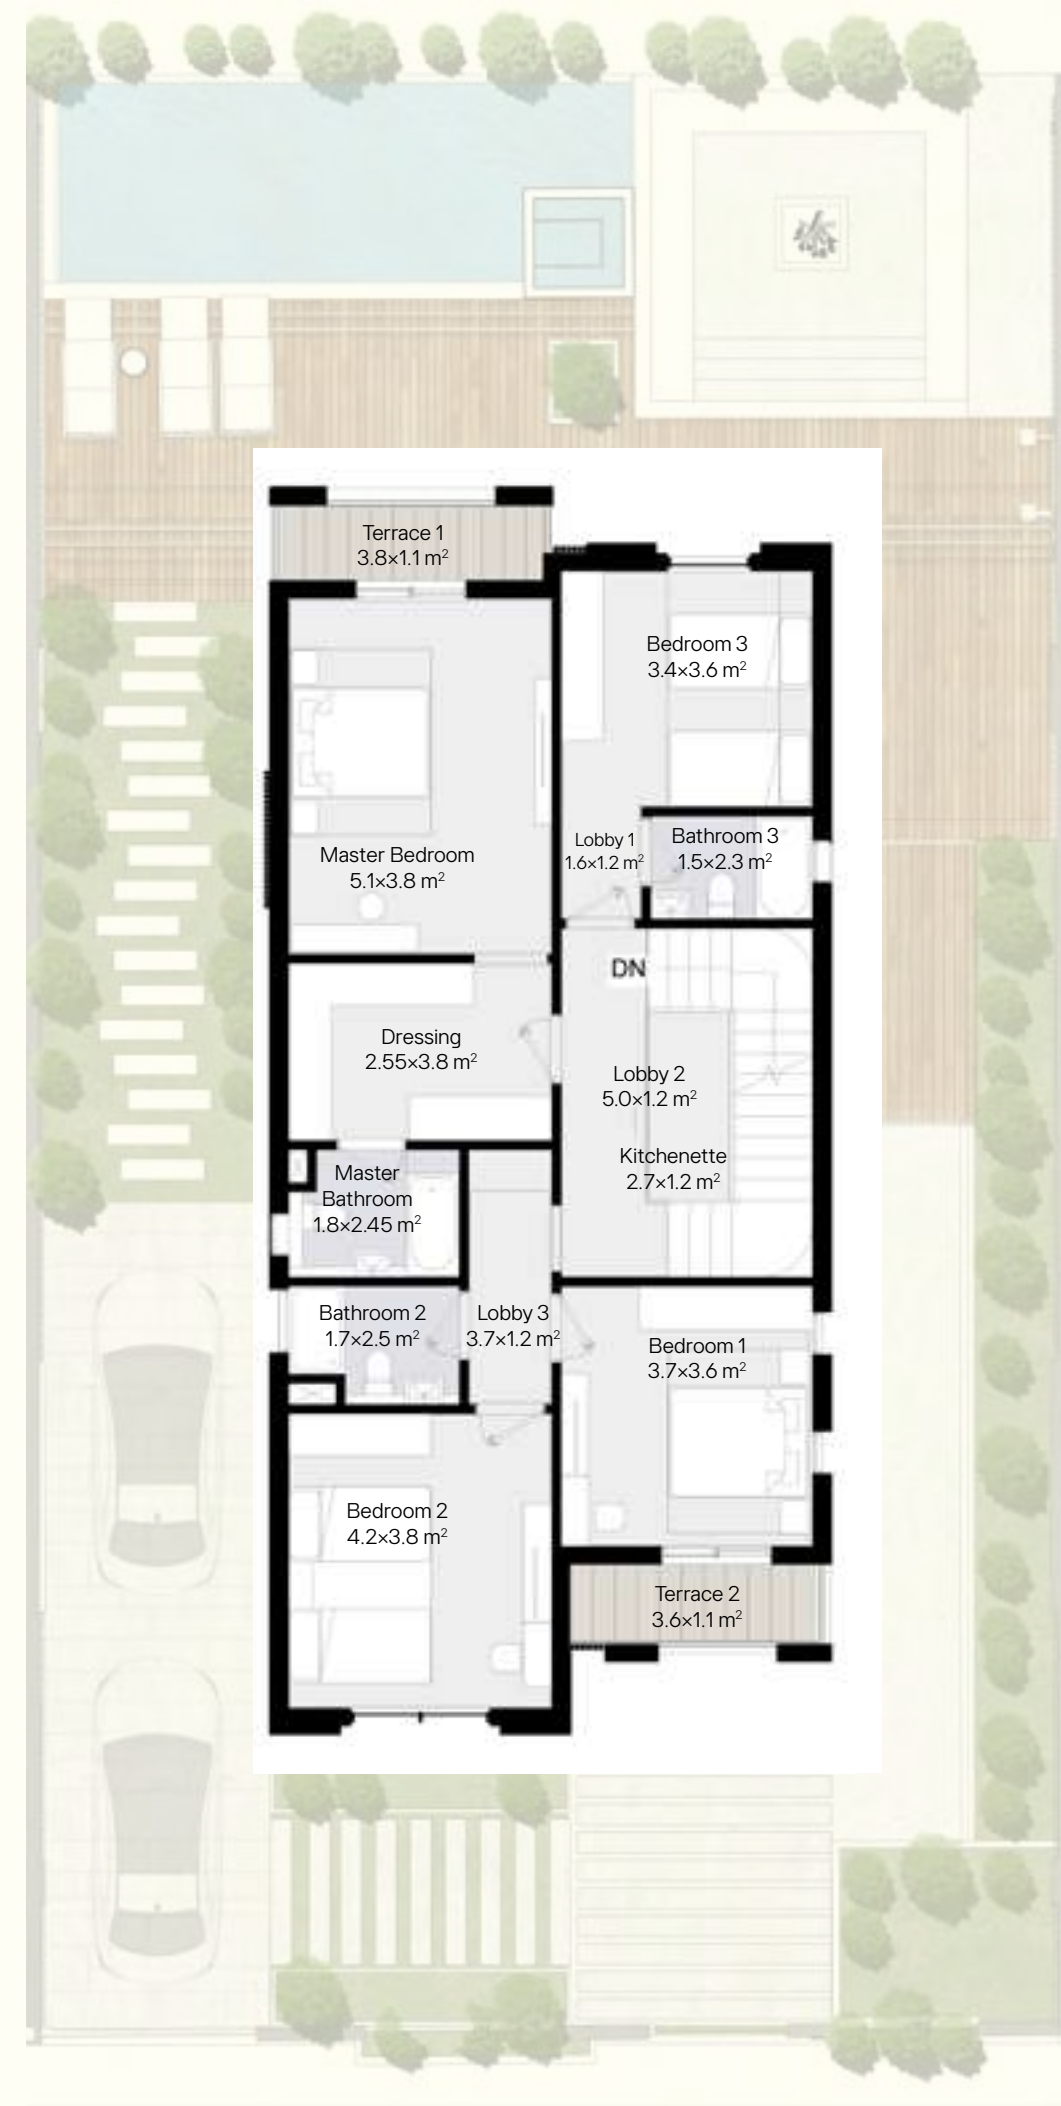 Terrace 1
3.8×1.1 m²
Bedroom 3
3.4×3.6 m²
Lobby 1
1.6×1.2 m²
Bathroom 3
1.5×2.3 m²
Master Bedroom
5.1×3.8 m²
DN
Dressing
2.55×3.8 m²
Lobby 2
5.0×1.2 m²
Kitchenette
2.7×1.2 m²
Master
Bathroom
1.8×2.45 m²
Bathroom 2
1.7×2.5 m²
Lobby 3
3.7×1.2 m²
Bedroom 1
3.7×3.6 m²
Bedroom 2
4.2×3.8 m²
Terrace 2
3.6×1.1 m²